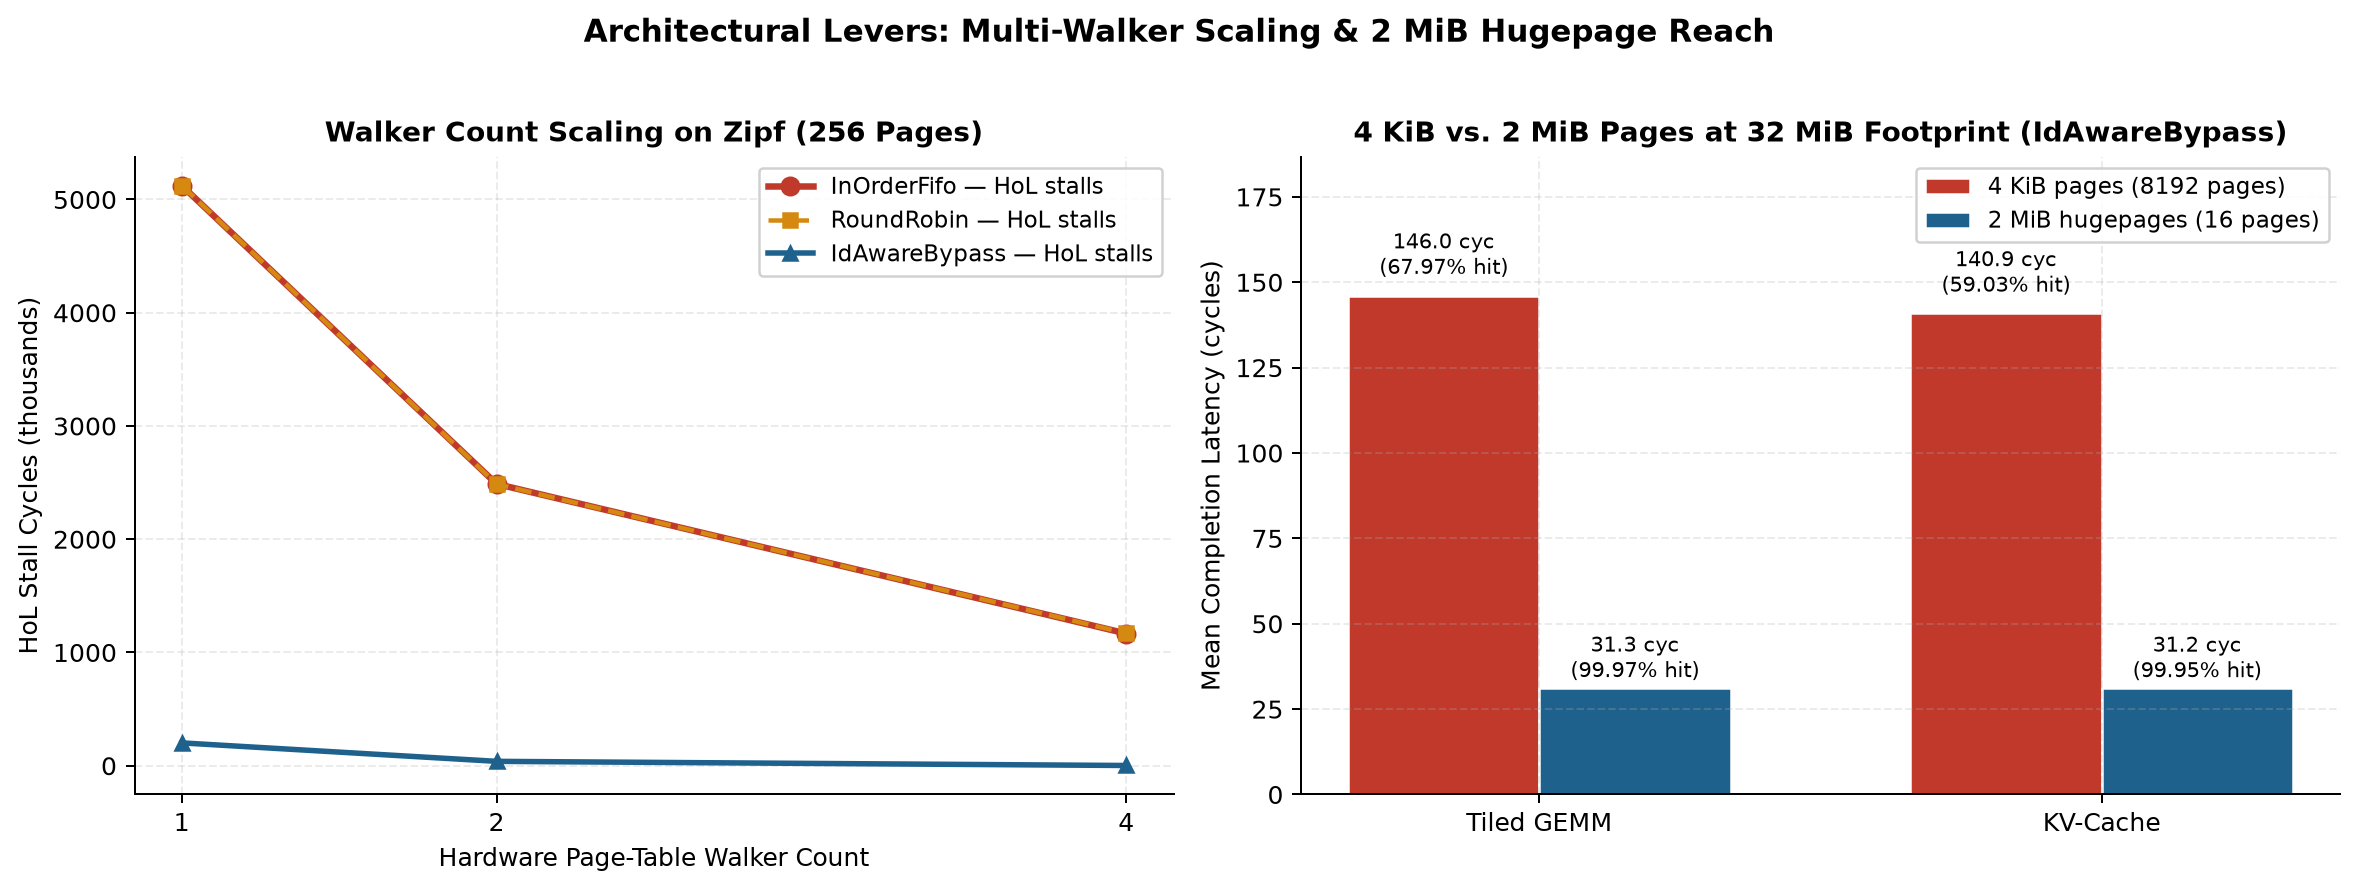 Architectural Levers: Multi-Walker Scaling & 2 MiB Hugepage Reach
Walker Count Scaling on Zipf (256 Pages)
HoL Stall Cycles (thousands)
5000
4000
3000
2000
1000
0
InOrderFifo — HoL stalls
RoundRobin — HoL stalls
IdAwareBypass — HoL stalls
1
2
4
Hardware Page-Table Walker Count
4 KiB vs. 2 MiB Pages at 32 MiB Footprint (IdAwareBypass)
Mean Completion Latency (cycles)
175
150
125
100
75
50
25
0
4 KiB pages (8192 pages)
2 MiB hugepages (16 pages)
146.0 cyc
(67.97% hit)
31.3 cyc
(99.97% hit)
140.9 cyc
(59.03% hit)
31.2 cyc
(99.95% hit)
Tiled GEMM
KV-Cache